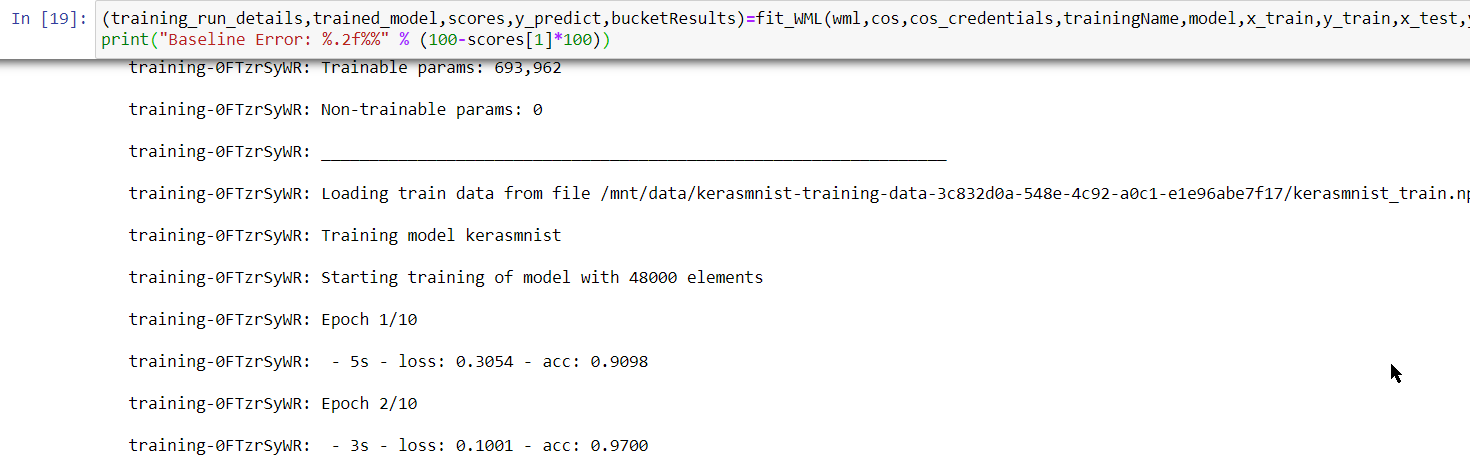 In [19]: (training_run_details,trained_model,scores,y_predict,bucketResults)=fit_WML(wml,cos,cos_credentials,trainingName,model,x_train,y_train,x_test,
print("Baseline Error: %.2f%%" % (100-scores[1]*100))
training-0FTzrSyWR: Trainable params: 693,962
training-0FTzrSyWR: Non-trainable params: 0
training-0FTzrSyWR: _________________________________________________________________
training-0FTzrSyWR: Loading train data from file /mnt/data/kerasmnist-training-data-3c832d0a-548e-4c92-a0c1-e1e96abe7f17/kerasmnist_train.np
training-0FTzrSyWR: Training model kerasmnist
training-0FTzrSyWR: Starting training of model with 48000 elements
training-0FTzrSyWR: Epoch 1/10
training-0FTzrSyWR:  - 5s - loss: 0.3054 - acc: 0.9098
training-0FTzrSyWR: Epoch 2/10
training-0FTzrSyWR:  - 3s - loss: 0.1001 - acc: 0.9700